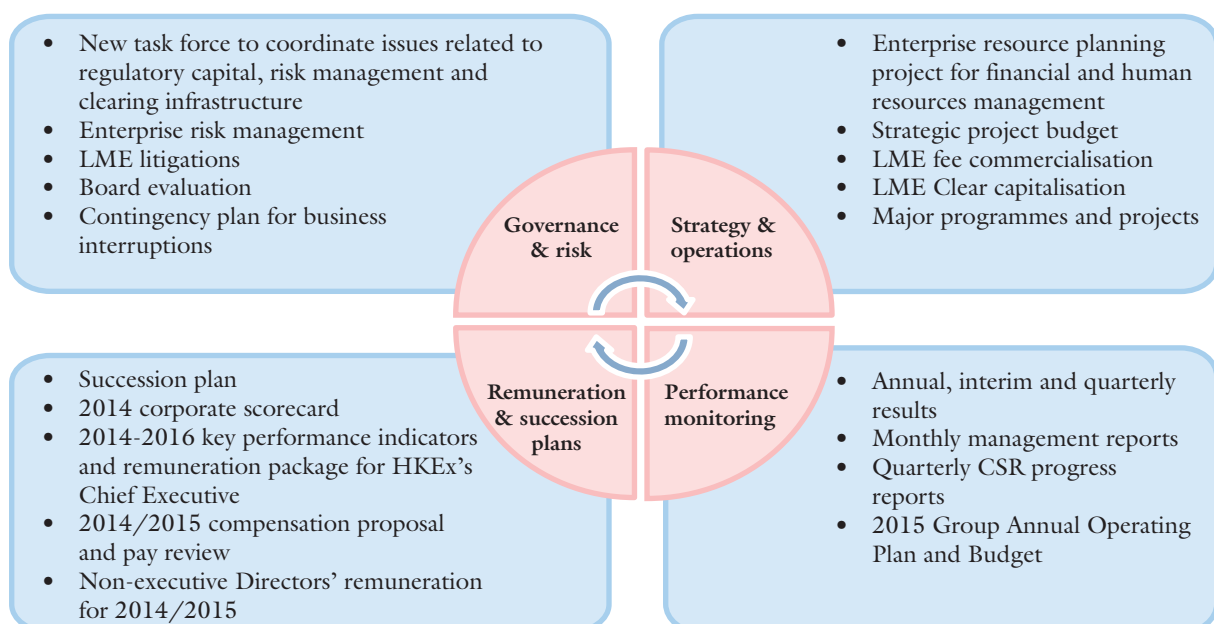 • New task force to coordinate issues related to
regulatory capital, risk management and
clearing infrastructure
• Enterprise risk management
• LME litigations
• Board evaluation
• Contingency plan for business
interruptions
• Enterprise resource planning
project for financial and human
resources management
• Strategic project budget
• LME fee commercialisation
• LME Clear capitalisation
• Major programmes and projects
Governance
& risk
Strategy &
operations
Remuneration
& succession
plans
Performance
monitoring
• Succession plan
• 2014 corporate scorecard
• 2014-2016 key performance indicators
and remuneration package for HKEx’s
Chief Executive
• 2014/2015 compensation proposal
and pay review
• Non-executive Directors’ remuneration
for 2014/2015
• Annual, interim and quarterly
results
• Monthly management reports
• Quarterly CSR progress
reports
• 2015 Group Annual Operating
Plan and Budget